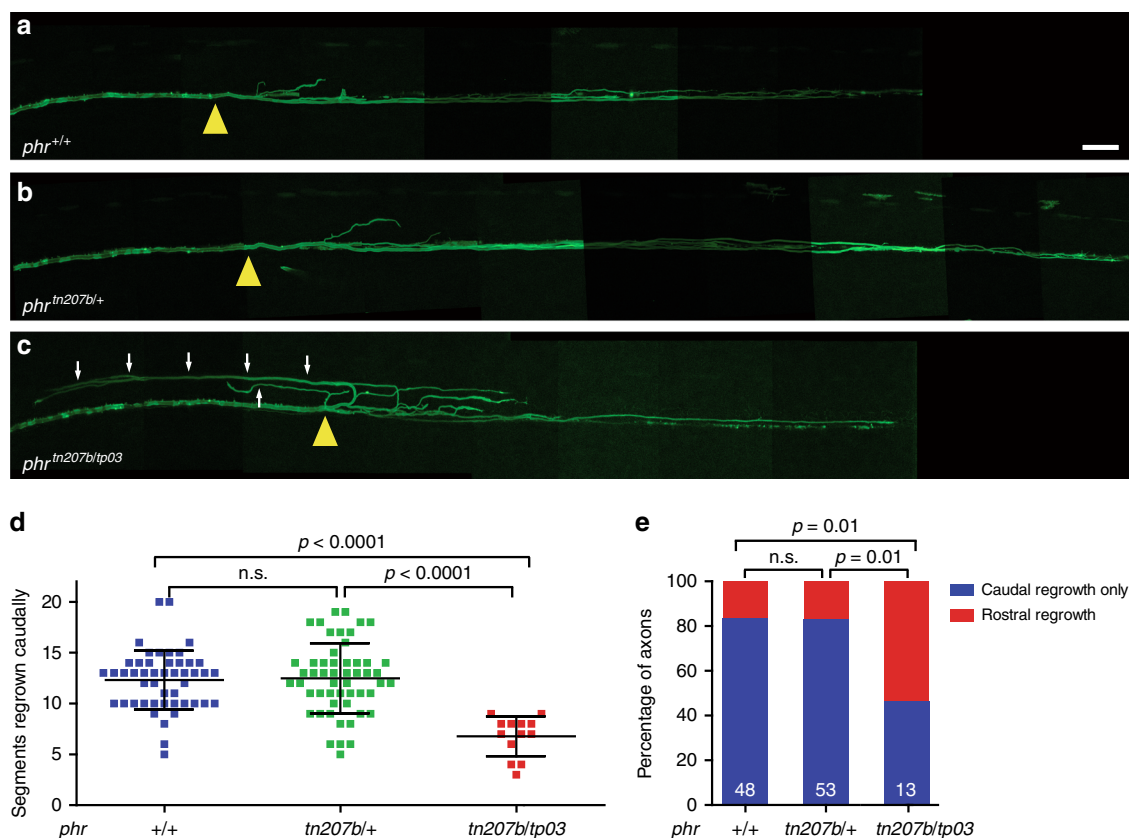 a
phr+/+
b
phrtn207b/+
c
phrtn207b/tp03
d
p < 0.0001
n.s.
p < 0.0001
Segments regrown caudally
20
15
10
5
0
phr +/+ tn207b/+ tn207b/tp03
e
p = 0.01
n.s.
p = 0.01
Caudal regrowth only
Rostral regrowth
Percentage of axons
100
80
60
40
20
0
48 53 13
phr +/+ tn207b/+ tn207b/tp03